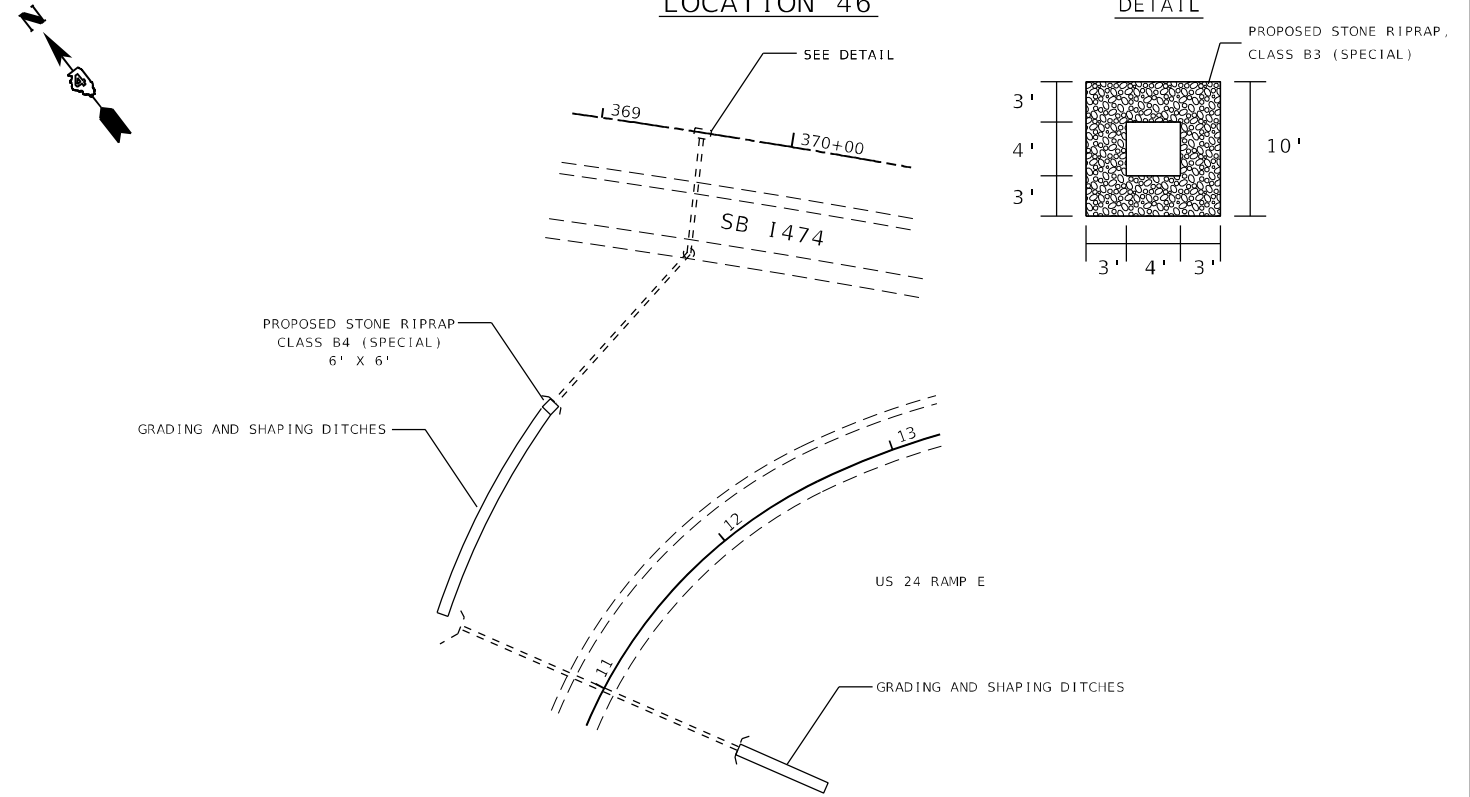 LOCATION 46
DETAIL
N
PROPOSED STONE RIPRAP,
CLASS B3 (SPECIAL)
SEE DETAIL
369
370+00
3'
4'
3'
10'
3' 4' 3'
SB I474
PROPOSED STONE RIPRAP
CLASS B4 (SPECIAL)
6' X 6'
GRADING AND SHAPING DITCHES
13
12
11
US 24 RAMP E
GRADING AND SHAPING DITCHES